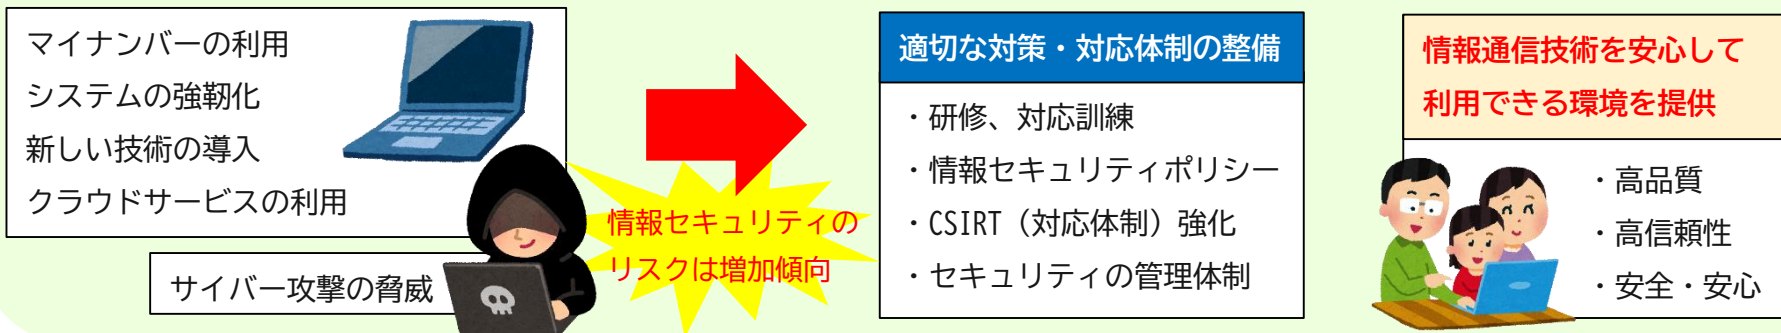 マイナンバーの利用
システムの強靭化
新しい技術の導入
クラウドサービスの利用
サイバー攻撃の脅威
情報セキュリティの
リスクは増加傾向
適切な対策・対応体制の整備
・研修、対応訓練
・情報セキュリティポリシー
・CSIRT（対応体制）強化
・セキュリティの管理体制
情報通信技術を安心して
利用できる環境を提供
・高品質
・高信頼性
・安全・安心